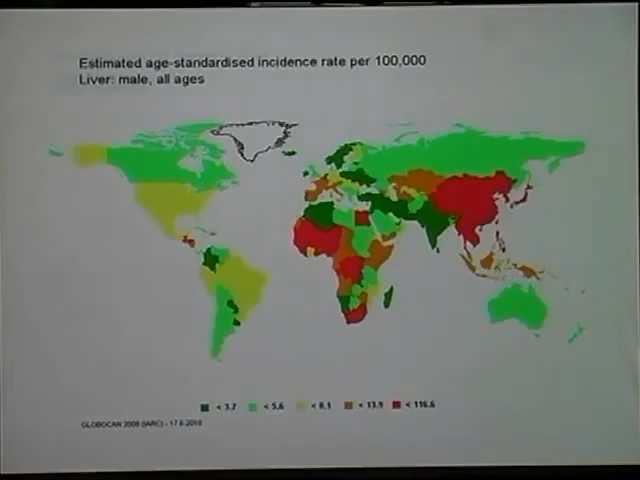 Estimated age-standardised incidence rate per 100,000
Liver: male, all ages
< 3.7 < 5.6 < 8.1 < 13.9 < 116.6
GLOBOCAN 2008 (IARC) - 17.6.2010